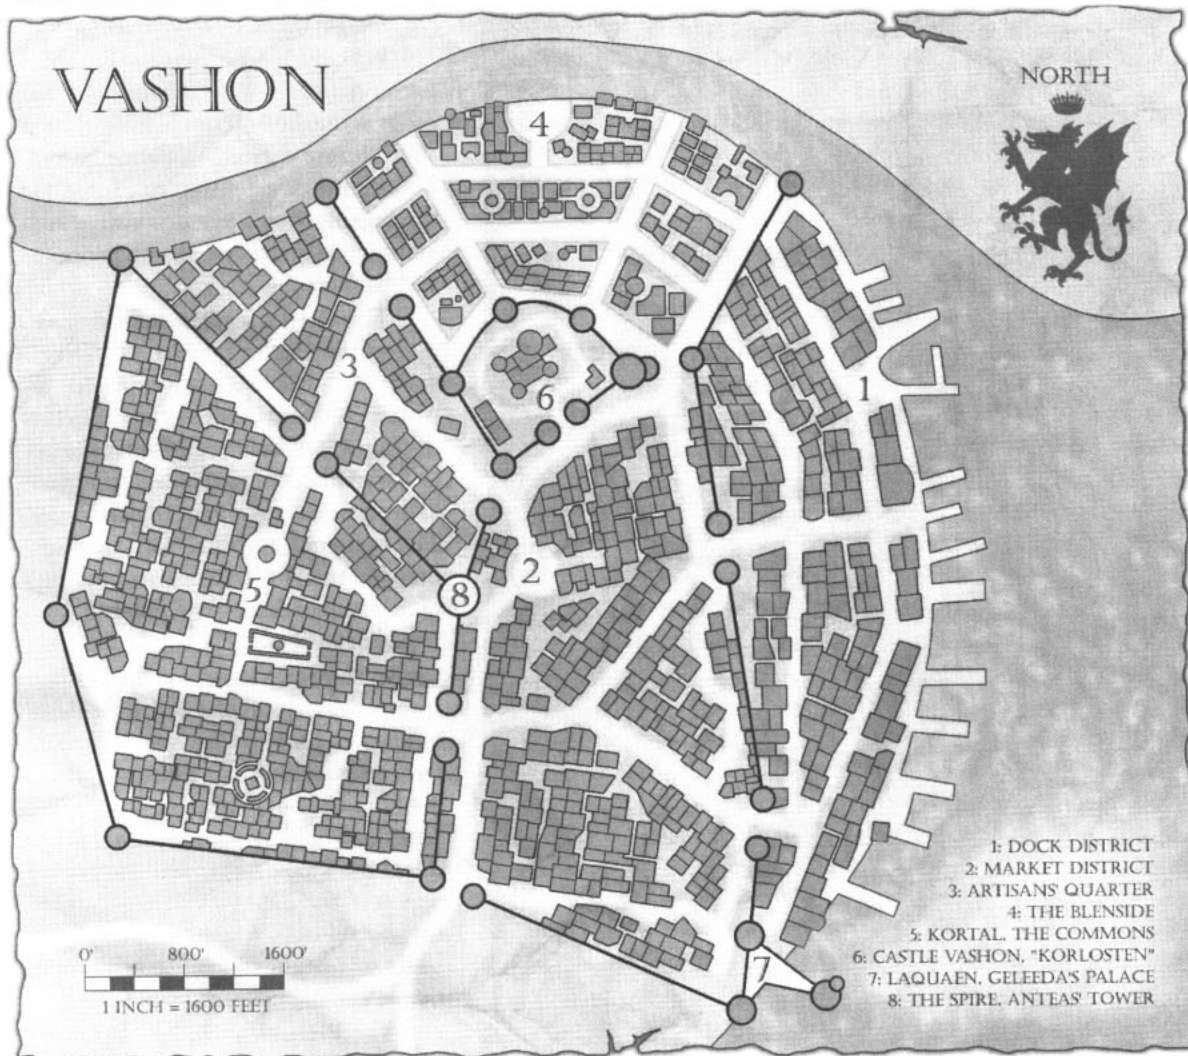 VASHON
NORTH
4
3
6
1
5
2
8
7
1: DOCK DISTRICT
2: MARKET DISTRICT
3: ARTISANS' QUARTER
4: THE BLENSIDE
5: KORTAL, THE COMMONS
6: CASTLE VASHON, "KORLOSTEN"
7: LAQUAEN, GELEEDA'S PALACE
8: THE SPIRE, ANTEAS' TOWER
0' 800' 1600'
1 INCH = 1600 FEET